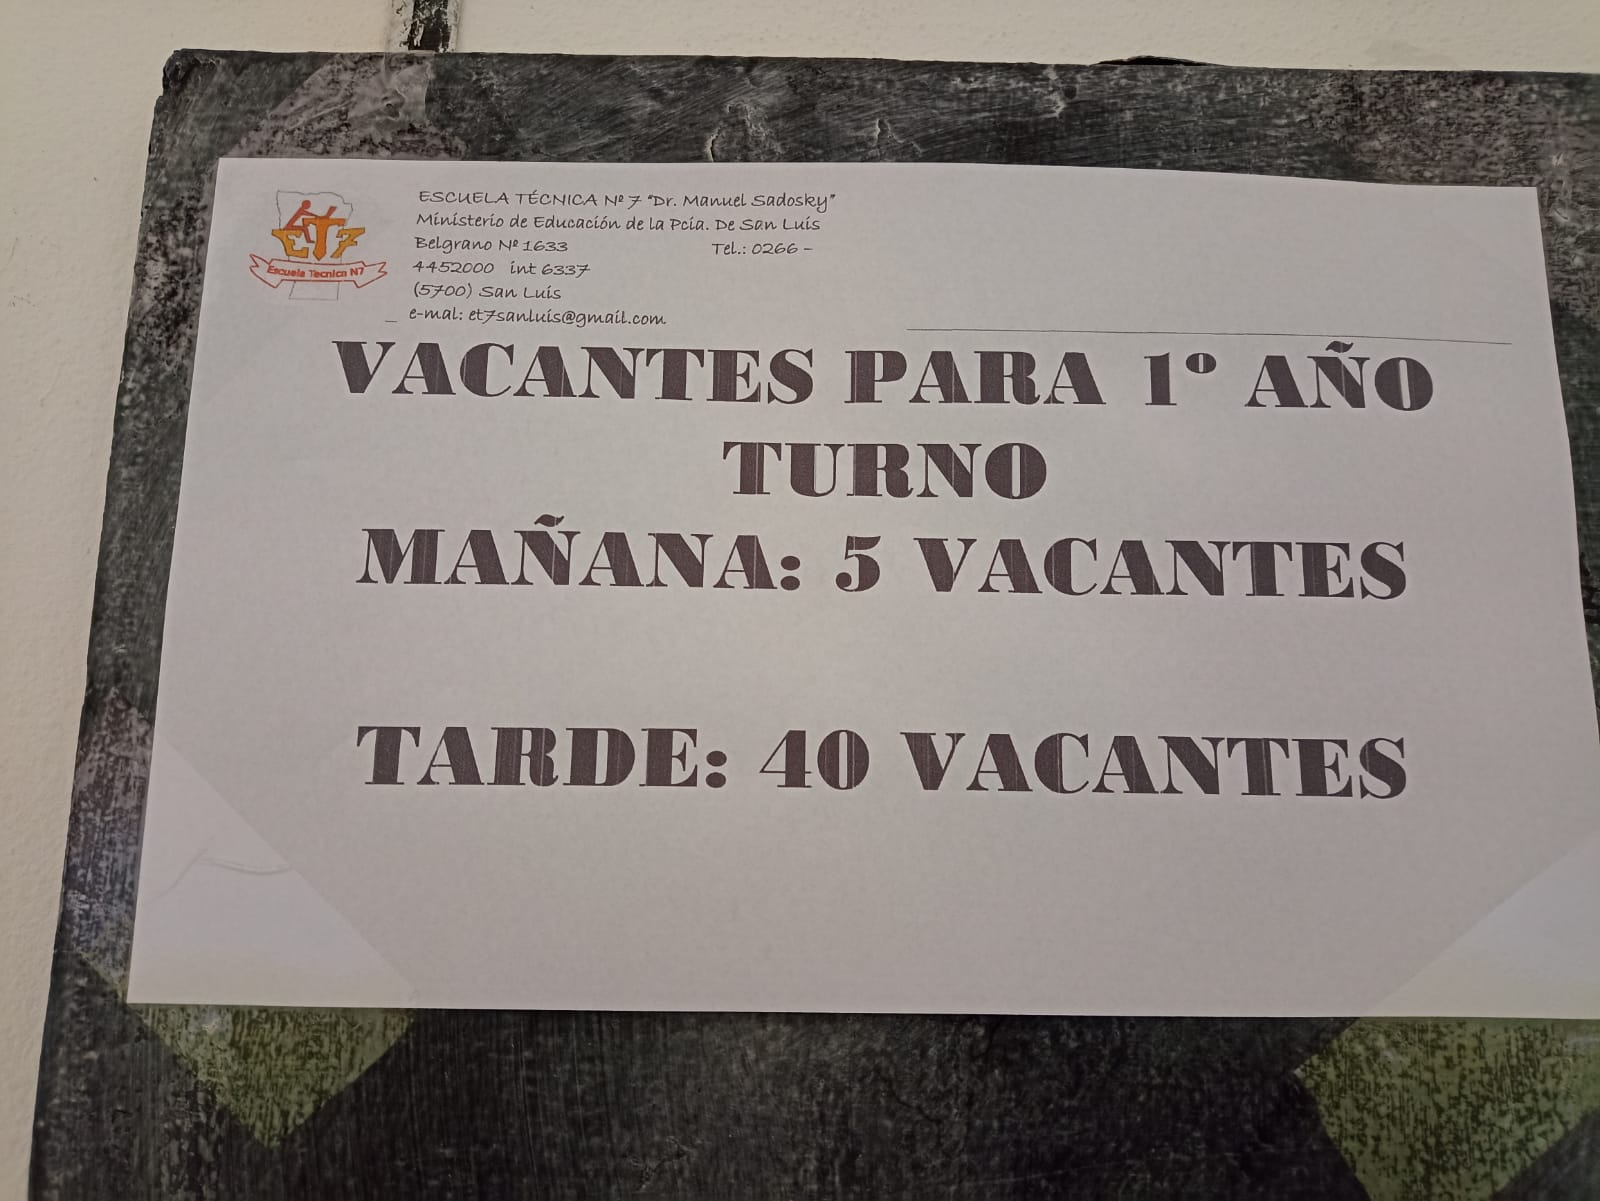 ET7
Escuela Tecnica N7
ESCUELA TÉCNICA Nº 7 "Dr. Manuel Sadosky"
Ministerio de Educación de la Pcia. De San Luis
Belgrano Nº 1633 Tel.: 0266 –
4452000 int 6337
(5700) San Luis
_ e-mal: et7sanluis@gmail.com
VACANTES PARA 1º AÑO
TURNO
MAÑANA: 5 VACANTES
TARDE: 40 VACANTES